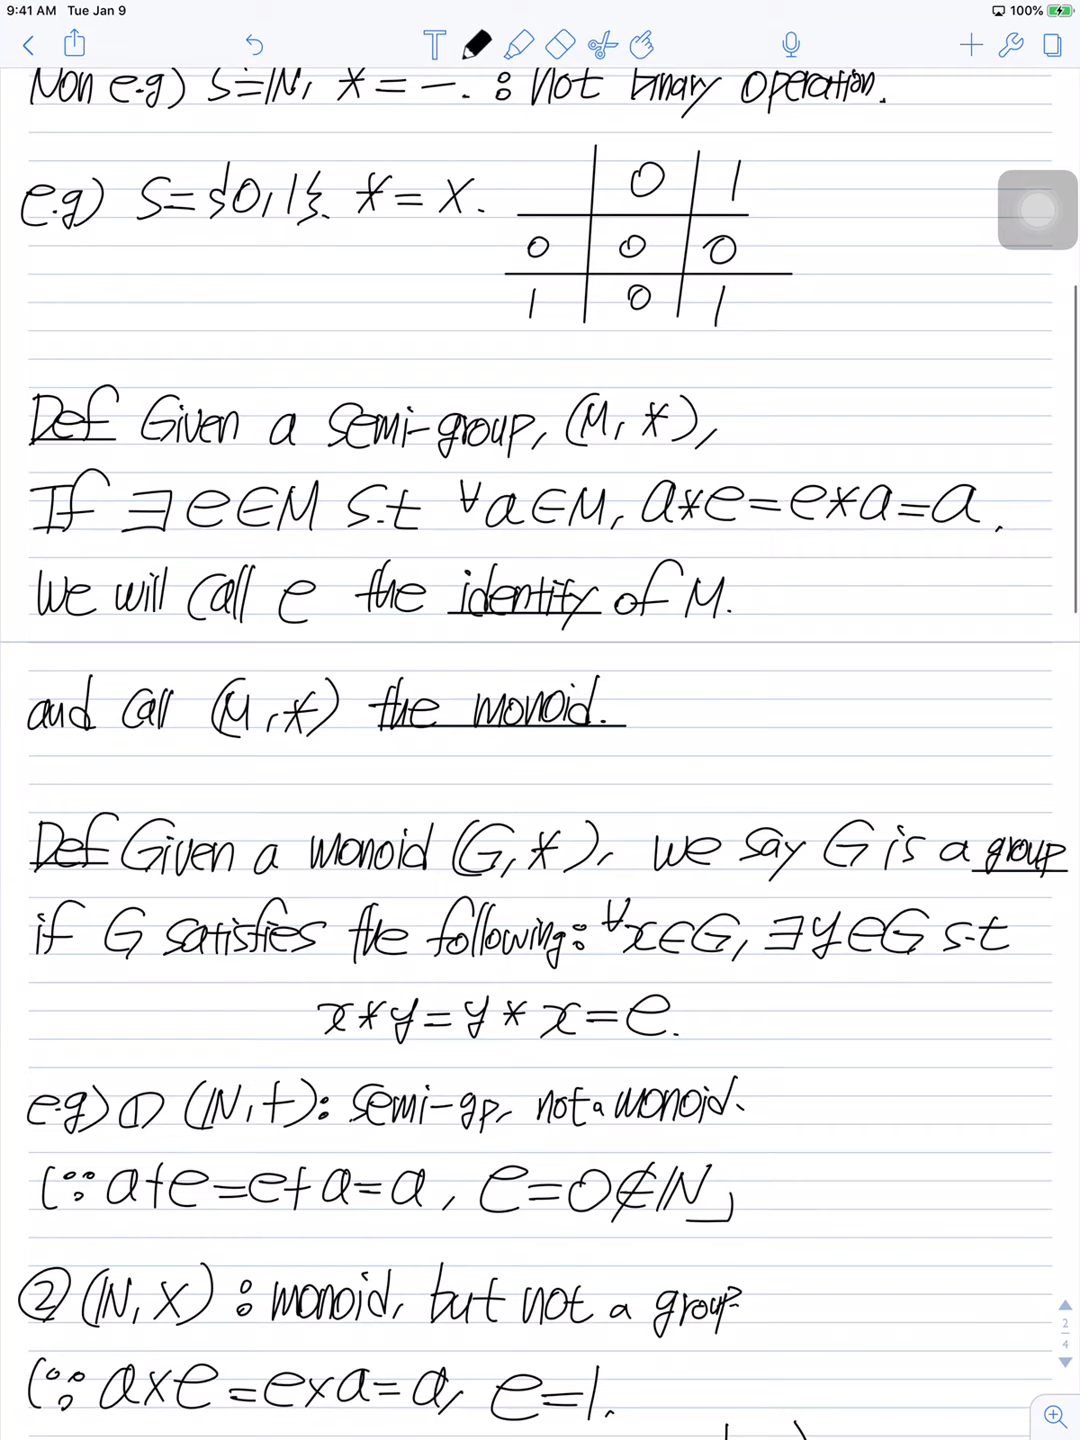 9:41 AM Tue Jan 9 100%
Non e.g) S=ℕ, * = −. : not binary operation.
e.g) S={0,1}. * = ×.
0 1
0 0 0
1 0 1
Def Given a semi-group, (M, *),
If ∃e∈M s.t ∀a∈M, a*e=e*a=a.
We will call e the identity of M.
and call (M, *) the monoid.
Def Given a monoid (G, *), we say G is a group
if G satisfies the following: ∀x∈G, ∃y∈G s.t
x*y=y*x=e.
e.g) ① (ℕ, +): semi-gp, not a monoid.
(∵ a+e=e+a=a, e=0∉ℕ)
② (ℕ, ×): monoid, but not a group.
(∵ a×e=e×a=a, e=1.
2
4